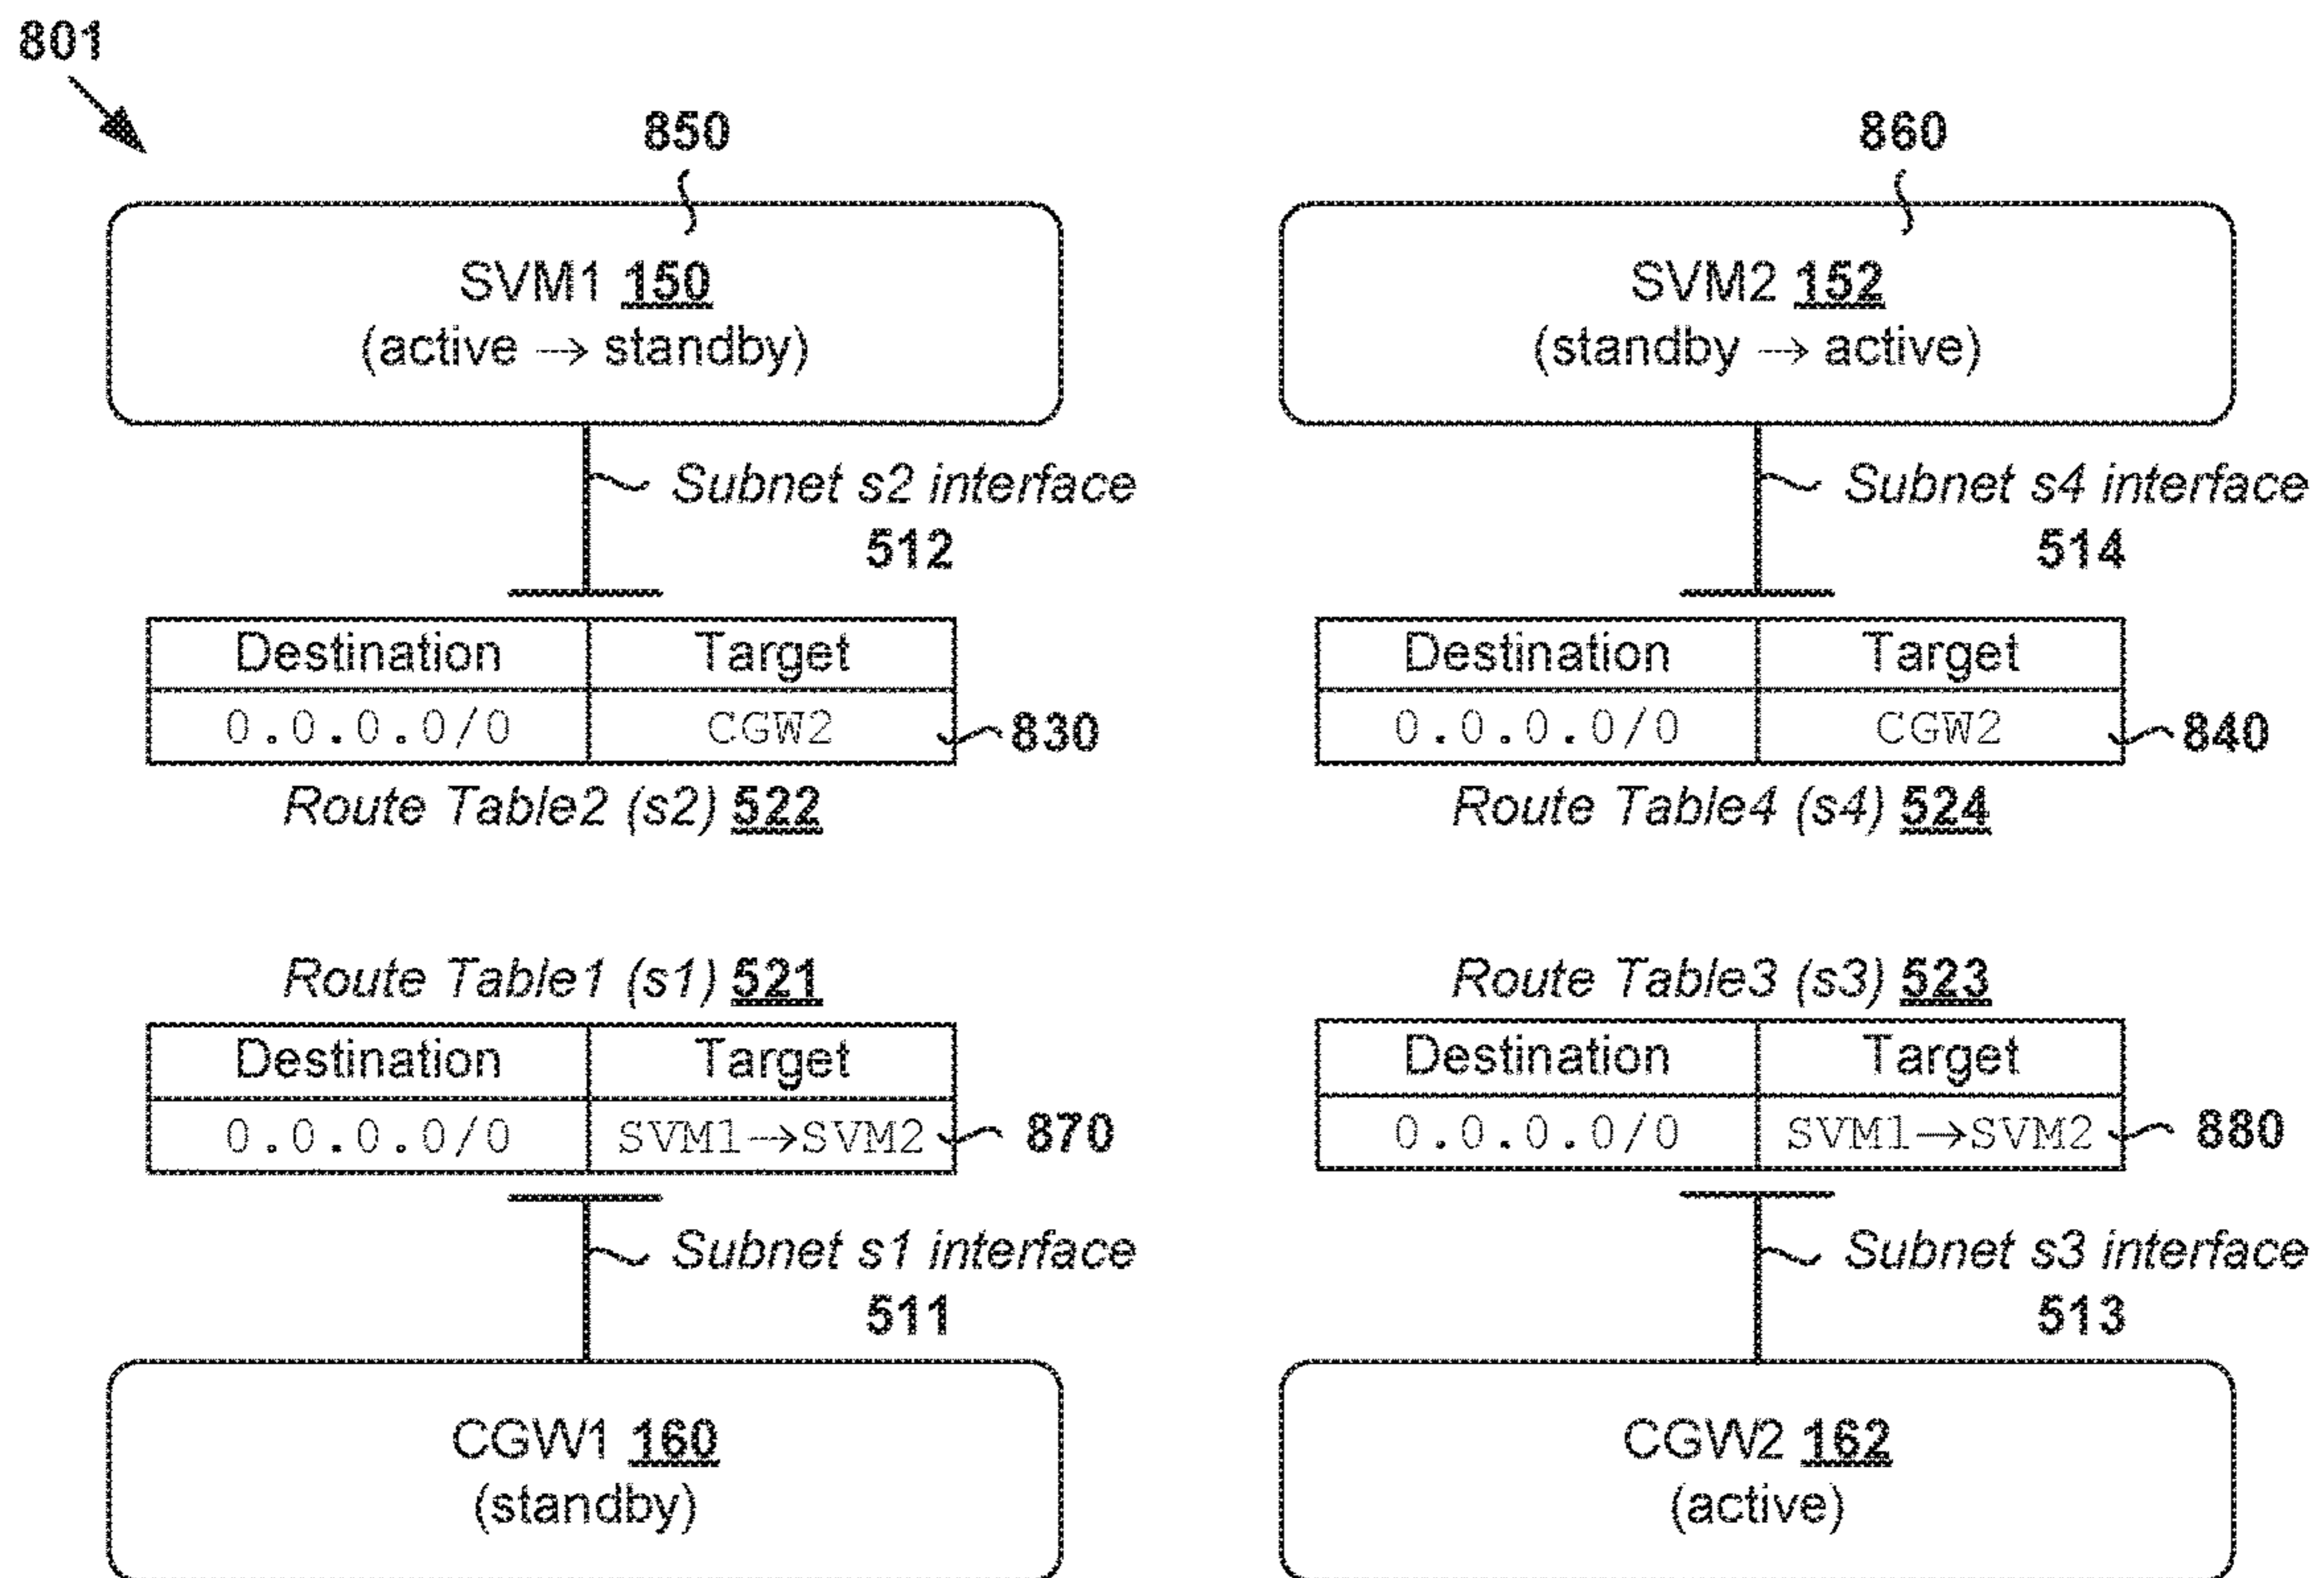 801
850
860
SVM1 150
(active → standby)
SVM2 152
(standby → active)
Subnet s2 interface
512
Subnet s4 interface
514
Destination Target
0.0.0.0/0 CGW2
830
Route Table2 (s2) 522
Destination Target
0.0.0.0/0 CGW2
840
Route Table4 (s4) 524
Route Table1 (s1) 521
Destination Target
0.0.0.0/0 SVM1→SVM2
870
Route Table3 (s3) 523
Destination Target
0.0.0.0/0 SVM1→SVM2
880
Subnet s1 interface
511
Subnet s3 interface
513
CGW1 160
(standby)
CGW2 162
(active)